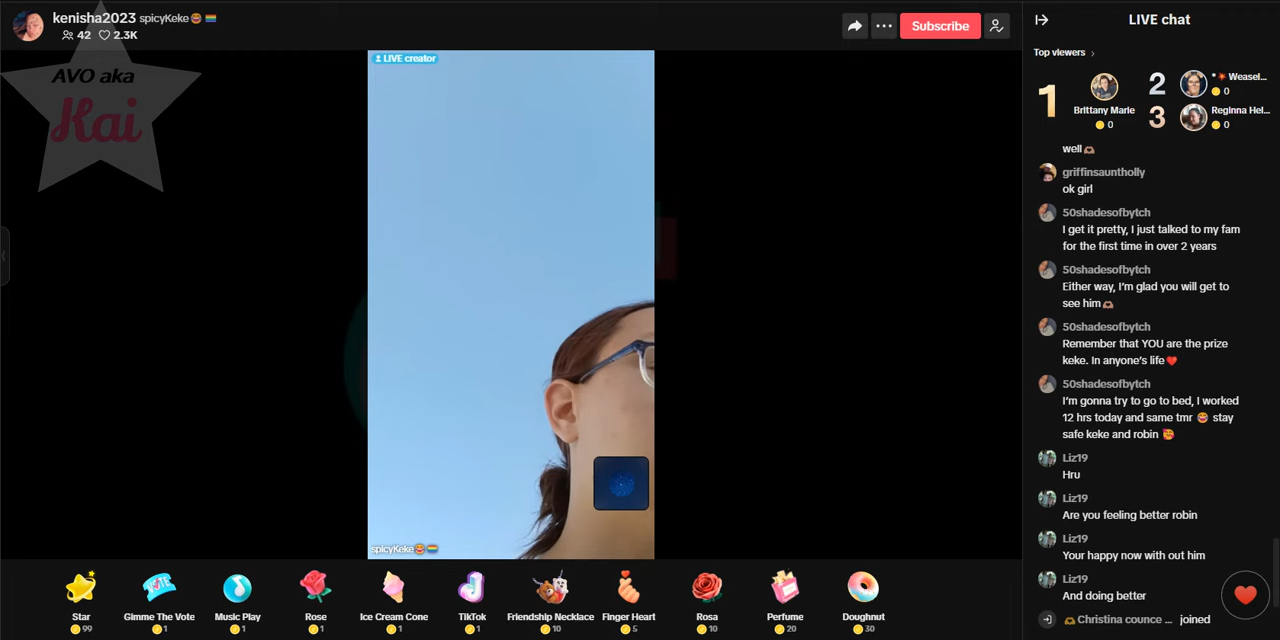 kenisha2023 spicyKeke
42 2.3K
Subscribe
AVO aka
Kai
LIVE creator
spicyKeke
Star
99
Gimme The Vote
1
Music Play
1
Rose
1
Ice Cream Cone
1
TikTok
1
Friendship Necklace
10
Finger Heart
5
Rosa
10
Perfume
20
Doughnut
30
LIVE chat
Top viewers
1
Brittany Marie
0
2
Weasel...
0
3
Reginna Hel...
0
well
griffinsauntholly
ok girl
50shadesofbytch
I get it pretty, I just talked to my fam
for the first time in over 2 years
50shadesofbytch
Either way, I'm glad you will get to
see him
50shadesofbytch
Remember that YOU are the prize
keke. In anyone's life
50shadesofbytch
I'm gonna try to go to bed, I worked
12 hrs today and same tmr stay
safe keke and robin
Liz19
Hru
Liz19
Are you feeling better robin
Liz19
Your happy now with out him
Liz19
And doing better
Christina counce ... joined